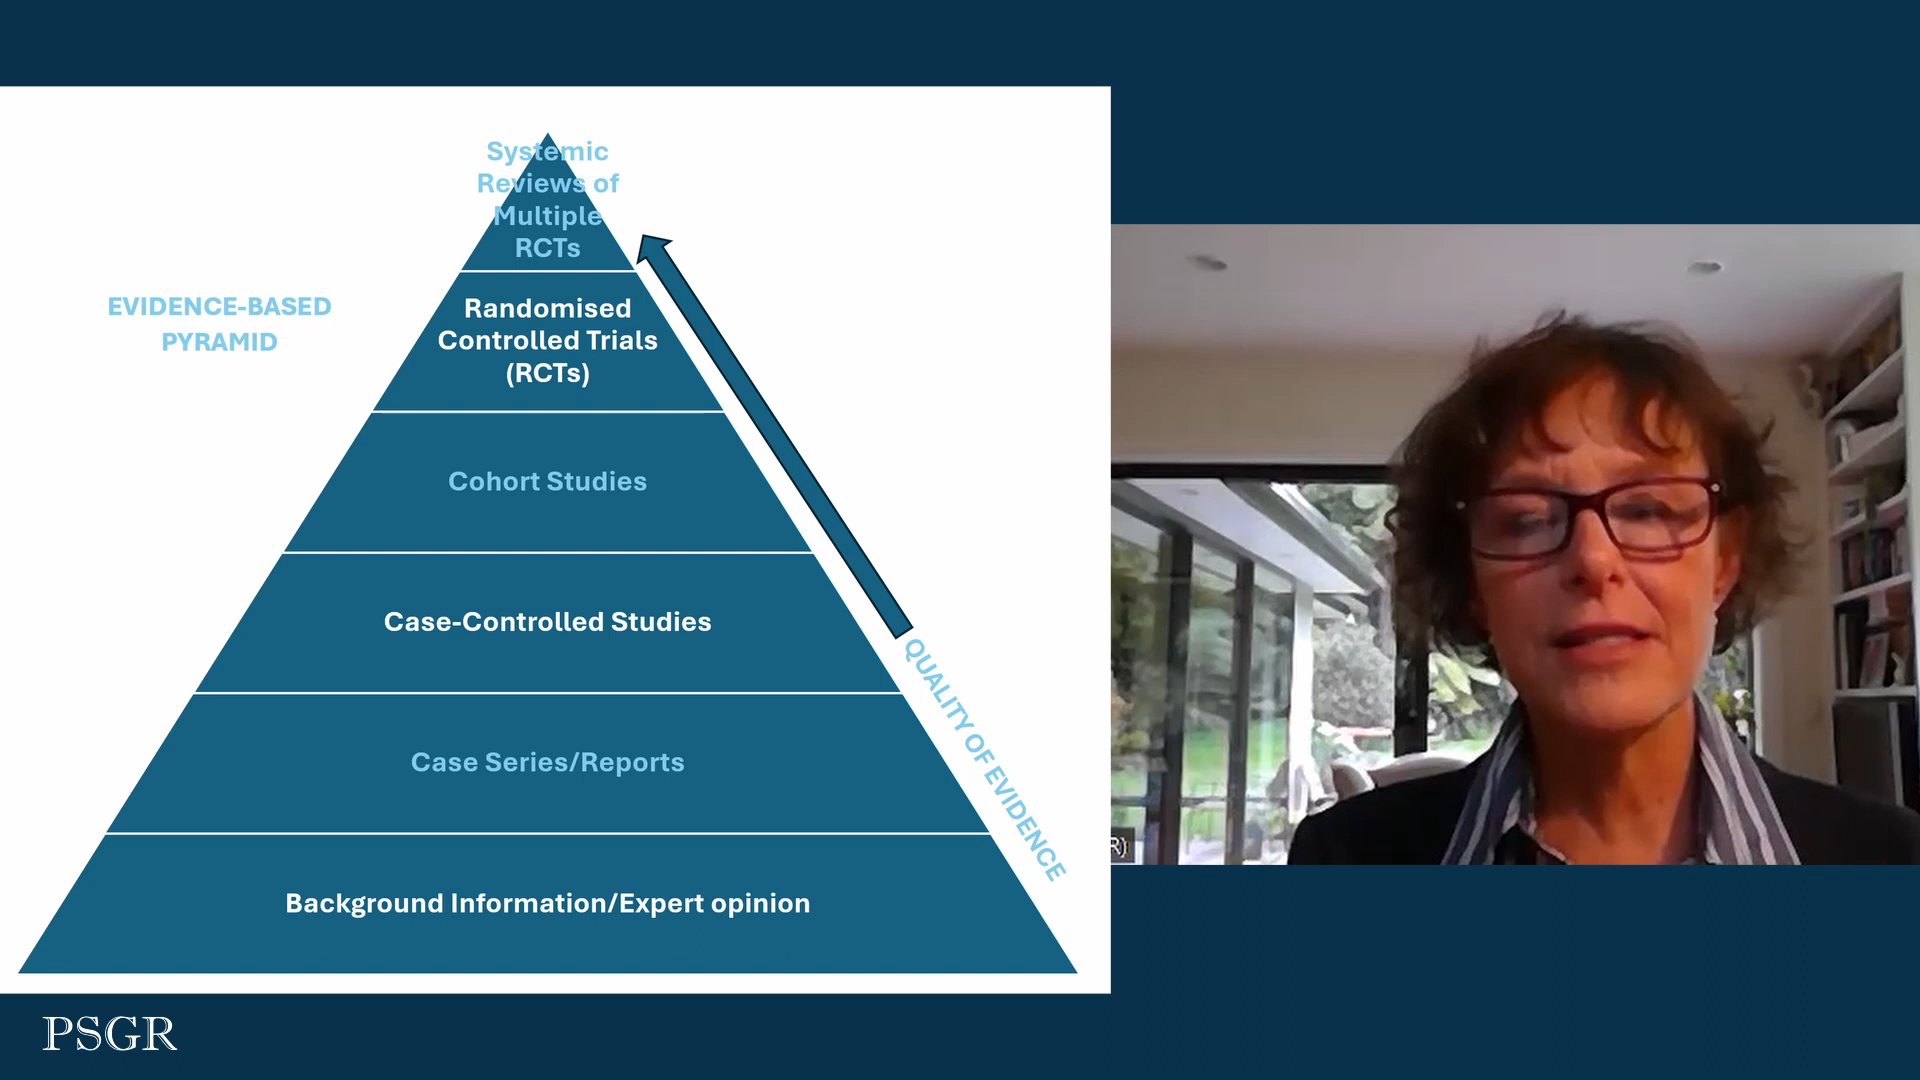 Systemic
Reviews of
Multiple
RCTs
EVIDENCE-BASED
PYRAMID
Randomised
Controlled Trials
(RCTs)
Cohort Studies
Case-Controlled Studies
Case Series/Reports
Background Information/Expert opinion
QUALITY OF EVIDENCE
R)
PSGR